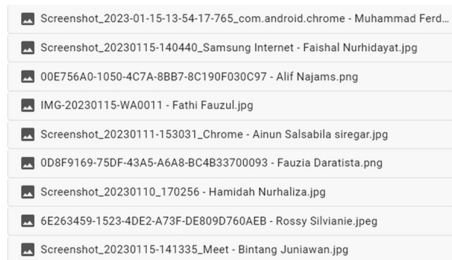 Screenshot_2023-01-15-13-54-17-765_com.android.chrome - Muhammad Ferd...
Screenshot_20230115-140440_Samsung Internet - Faishal Nurhidayat.jpg
00E756A0-1050-4C7A-8BB7-8C190F030C97 - Alif Najams.png
IMG-20230115-WA0011 - Fathi Fauzul.jpg
Screenshot_20230111-153031_Chrome - Ainun Salsabila siregar.jpg
0D8F9169-75DF-43A5-A6A8-BC4B33700093 - Fauzia Daratista.png
Screenshot_20230110_170256 - Hamidah Nurhaliza.jpg
6E263459-1523-4DE2-A73F-DE809D760AEB - Rossy Silvianie.jpeg
Screenshot_20230115-141335_Meet - Bintang Juniawan.jpg